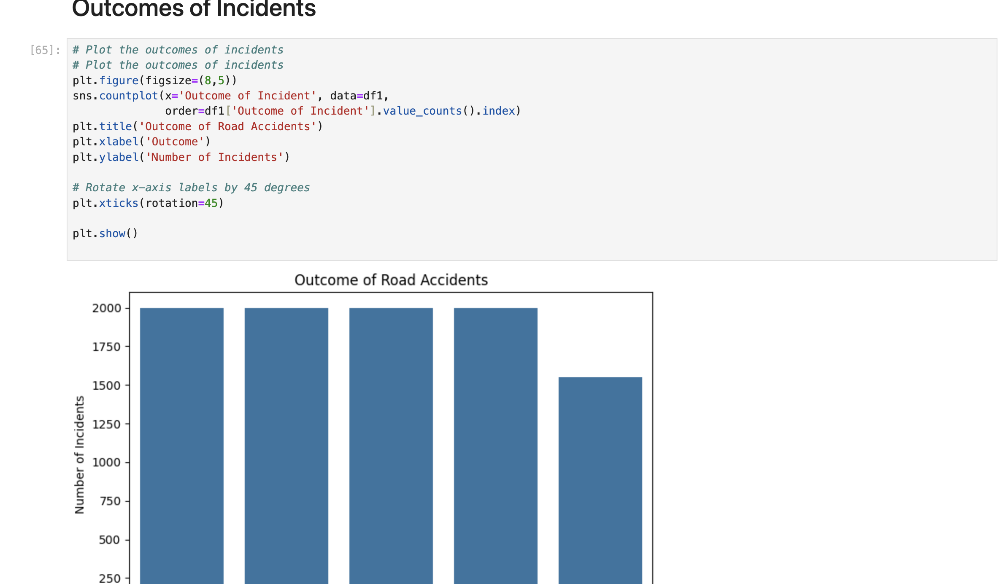 Outcomes of Incidents
[65]:
# Plot the outcomes of incidents
# Plot the outcomes of incidents
plt.figure(figsize=(8,5))
sns.countplot(x='Outcome of Incident', data=df1,
              order=df1['Outcome of Incident'].value_counts().index)
plt.title('Outcome of Road Accidents')
plt.xlabel('Outcome')
plt.ylabel('Number of Incidents')
# Rotate x-axis labels by 45 degrees
plt.xticks(rotation=45)
plt.show()
Outcome of Road Accidents
Number of Incidents
2000
1750
1500
1250
1000
750
500
250